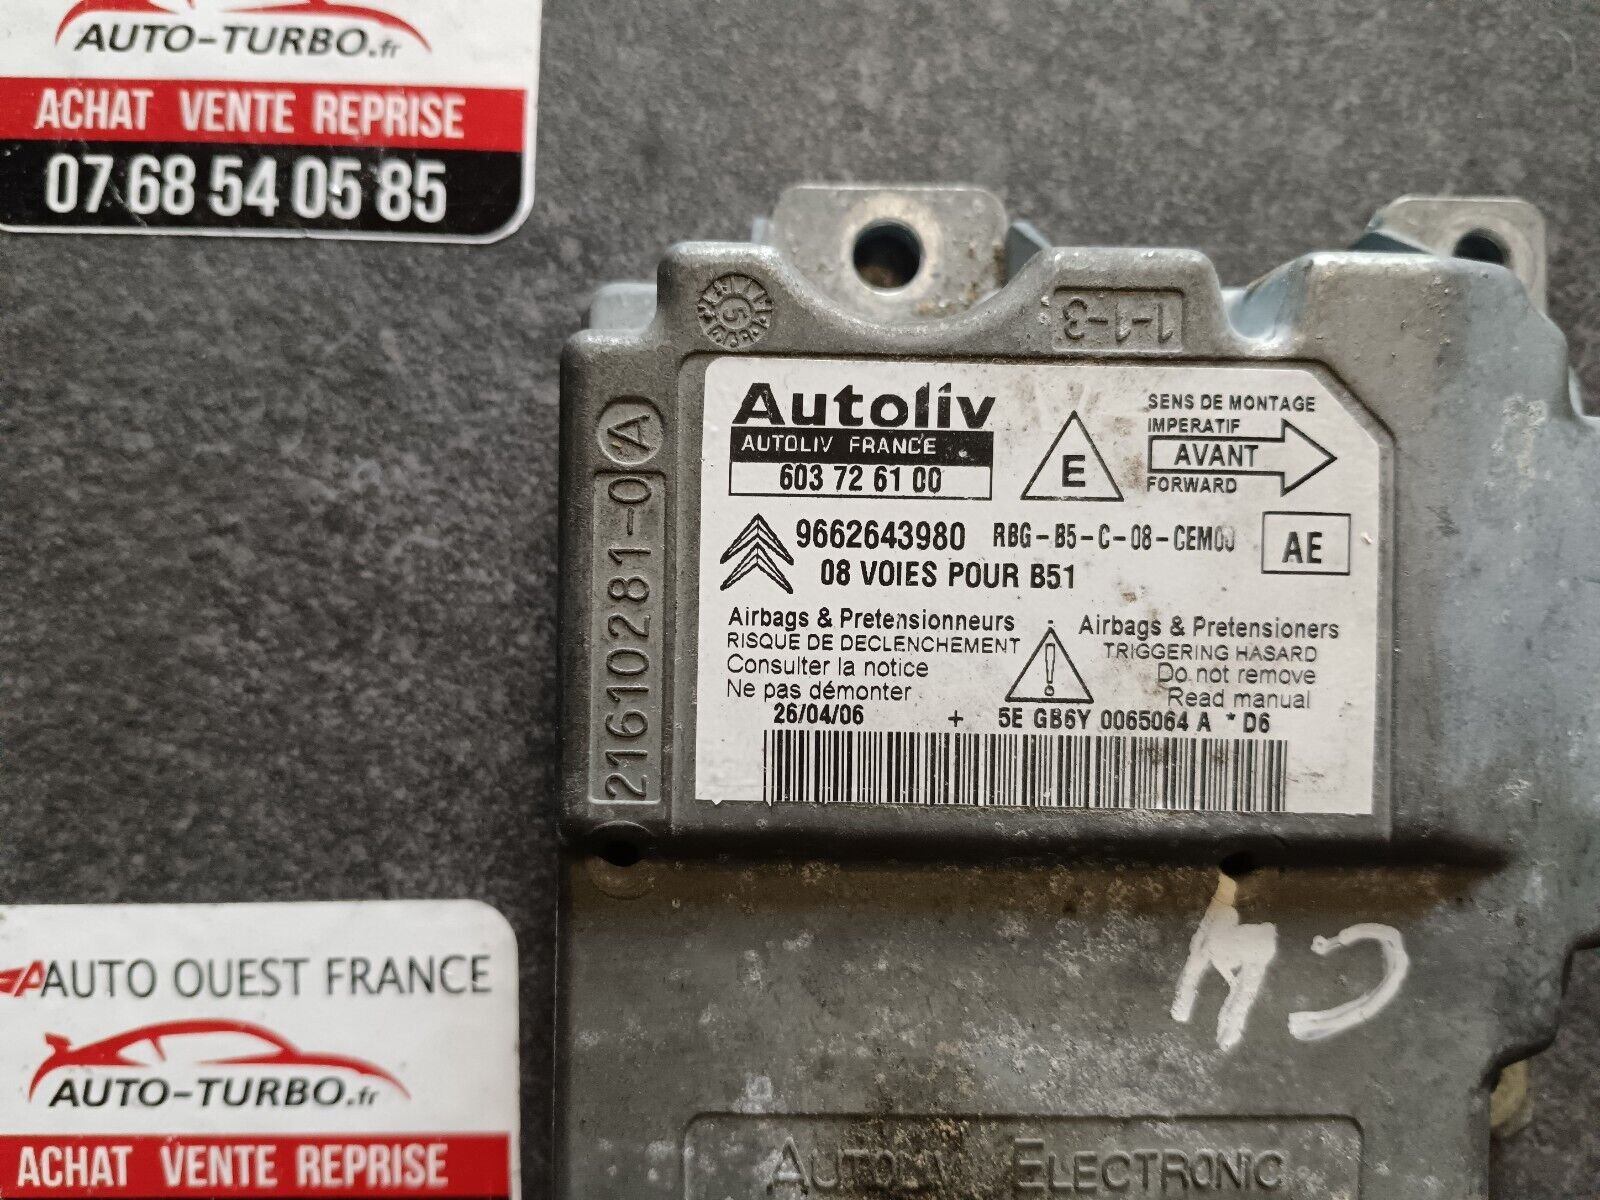 AUTO-TURBO.fr
ACHAT VENTE REPRISE
07 68 54 05 85
5
1-1-3
21610281-0 A
Autoliv
AUTOLIV FRANCE
603 72 61 00
E
SENS DE MONTAGE
IMPERATIF
AVANT
FORWARD
9662643980 RBG-B5-C-08-CEM00
AE
08 VOIES POUR B51
Airbags & Pretensionneurs
RISQUE DE DECLENCHEMENT
Consulter la notice
Ne pas démonter
!
Airbags & Pretensioners
TRIGGERING HASARD
Do not remove
Read manual
26/04/06 + 5E GB6Y 0065064 A * D6
C4
AUTOLIV ELECTRONIC
AUTO OUEST FRANCE
AUTO-TURBO.fr
ACHAT VENTE REPRISE